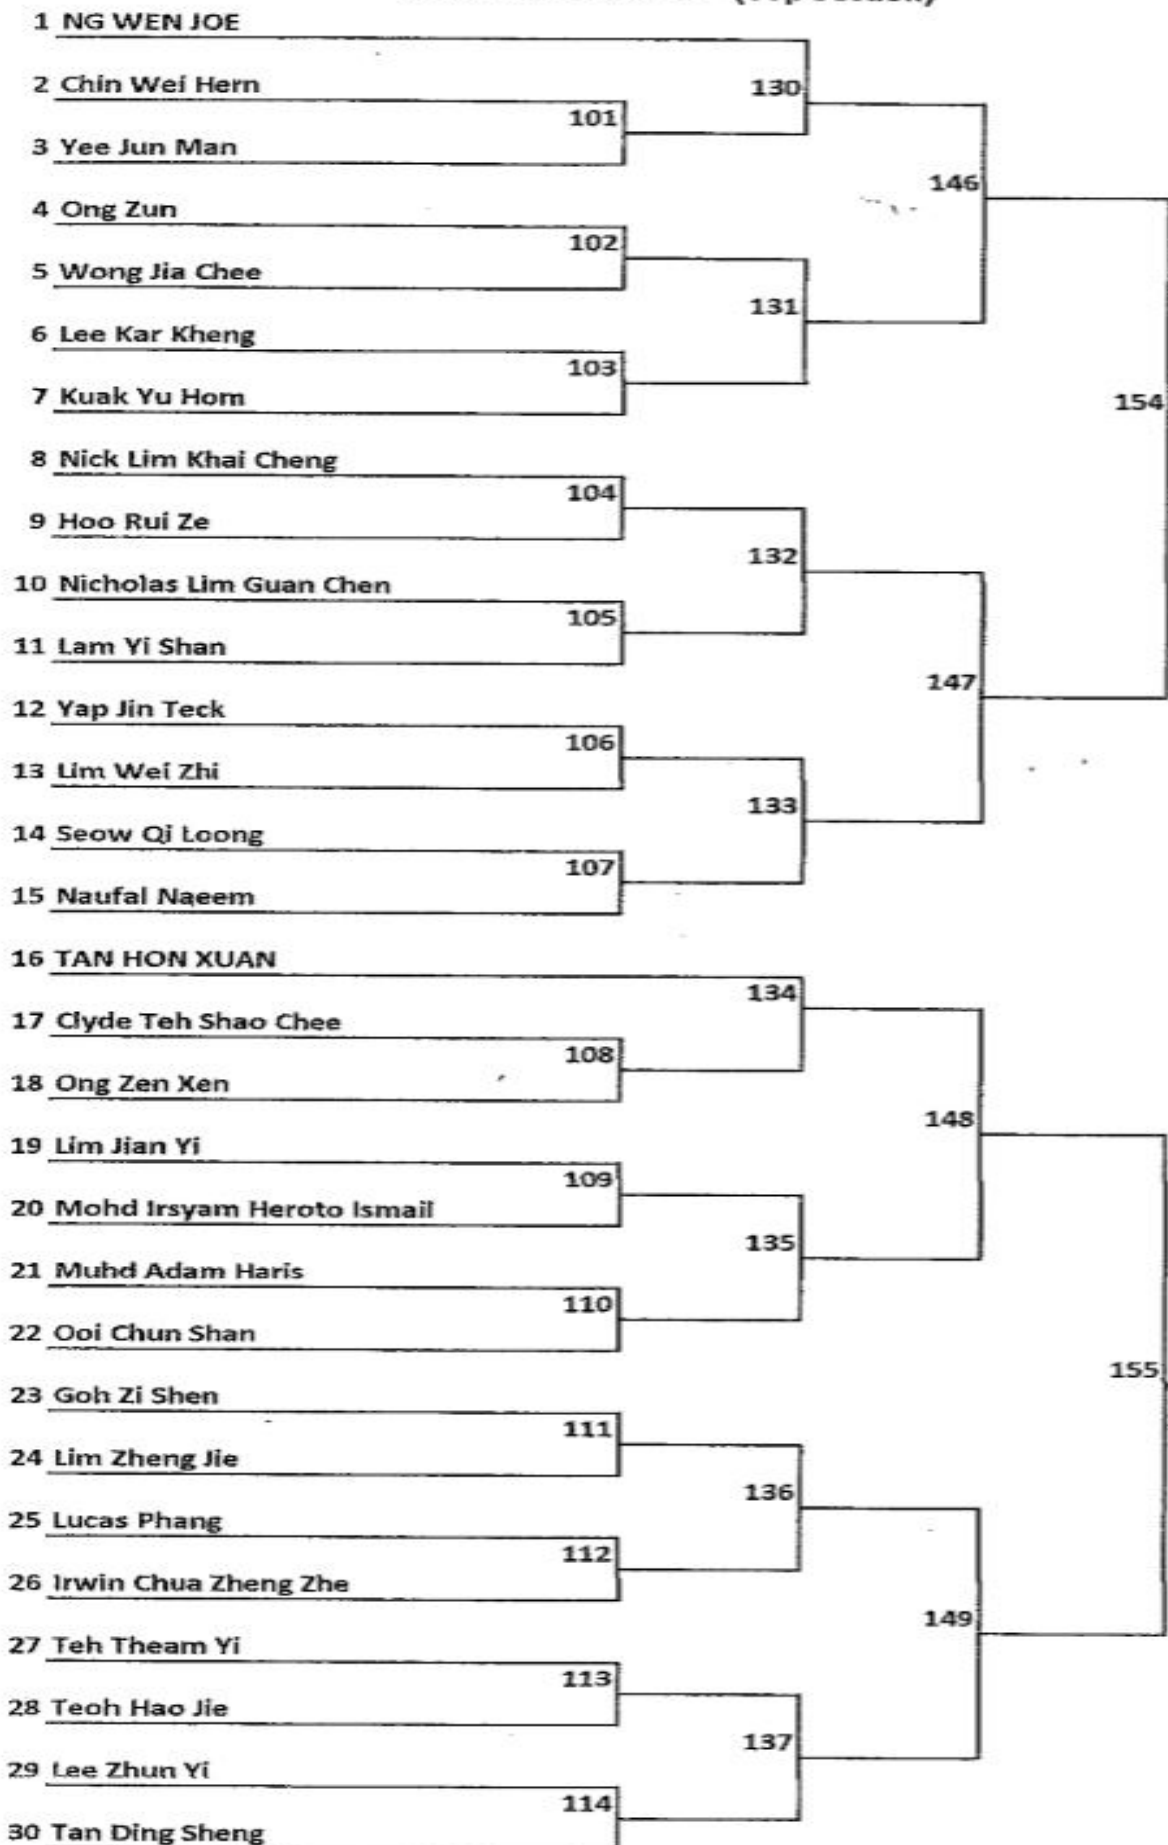 1 NG WEN JOE
2 Chin Wei Hern 130
101
3 Yee Jun Man
146
4 Ong Zun
102
5 Wong Jia Chee
131
6 Lee Kar Kheng
103
7 Kuak Yu Hom 154
8 Nick Lim Khai Cheng
104
9 Hoo Rui Ze
132
10 Nicholas Lim Guan Chen
105
11 Lam Yi Shan
147
12 Yap Jin Teck
106
13 Lim Wei Zhi
133
14 Seow Qi Loong
107
15 Naufal Naeem
16 TAN HON XUAN
134
17 Clyde Teh Shao Chee
108
18 Ong Zen Xen
148
19 Lim Jian Yi
109
20 Mohd Irsyam Heroto Ismail
135
21 Muhd Adam Haris
110
22 Ooi Chun Shan
155
23 Goh Zi Shen
111
24 Lim Zheng Jie
136
25 Lucas Phang
112
26 Irwin Chua Zheng Zhe
149
27 Teh Theam Yi
113
28 Teoh Hao Jie
137
29 Lee Zhun Yi
114
30 Tan Ding Sheng